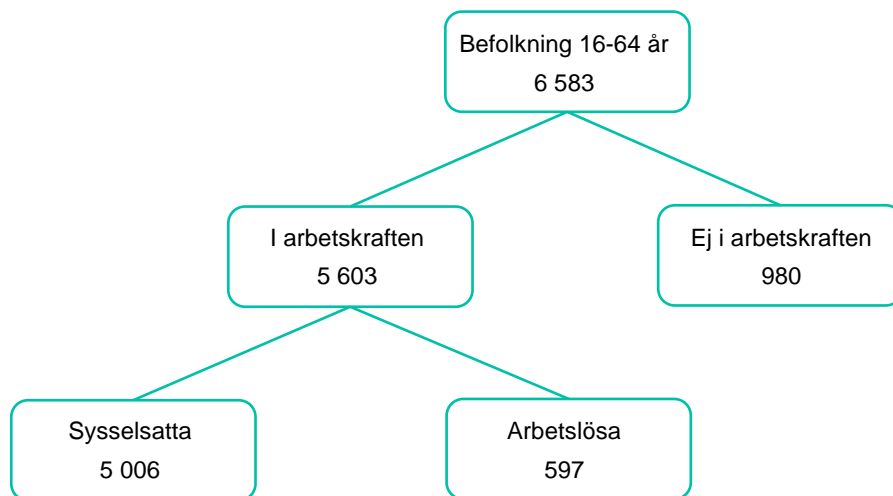 Befolkning 16-64 år
6 583
I arbetskraften
5 603
Ej i arbetskraften
980
Sysselsatta
5 006
Arbetslösa
597